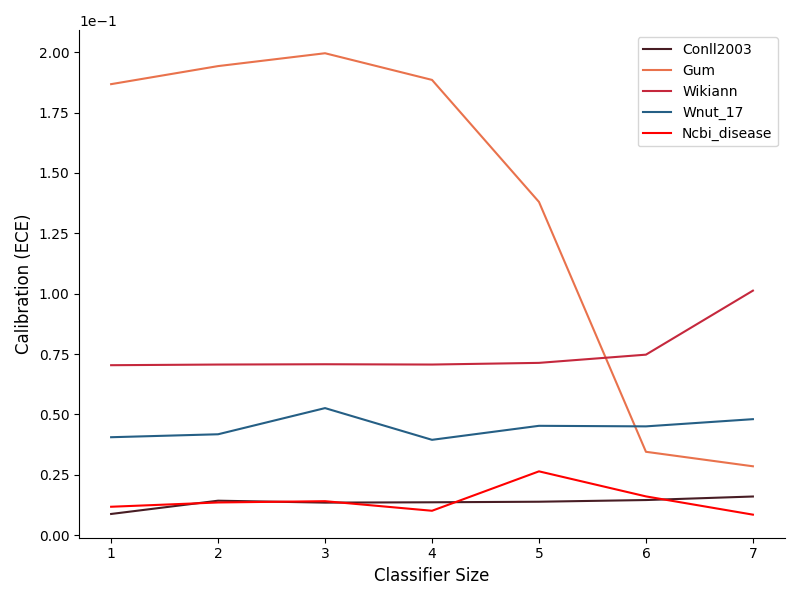 1e−1
2.00
1.75
1.50
1.25
1.00
0.75
0.50
0.25
0.00
Calibration (ECE)
Conll2003
Gum
Wikiann
Wnut_17
Ncbi_disease
1 2 3 4 5 6 7
Classifier Size